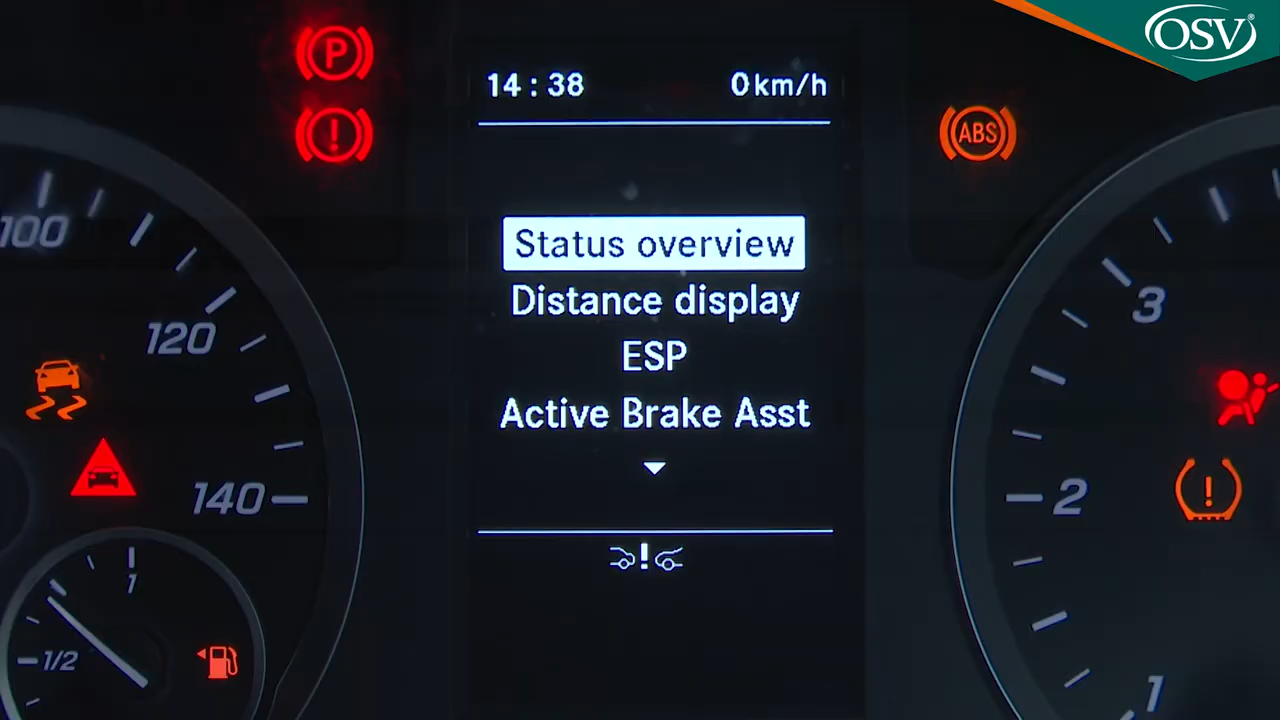 OSV®
P
14 : 38
0 km/h
ABS
100
Status overview
Distance display
3
120
ESP
Active Brake Asst
140
2
1
1/2
1